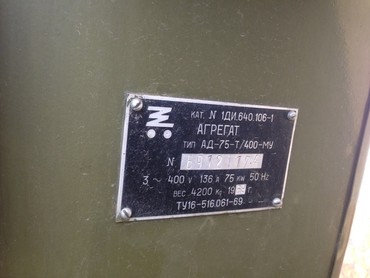 КАТ. N 1ДИ.640.106-1
АГРЕГАТ
ТИП АД-75-Т/400-МУ
N
3 ~ 400 V 136 A 75 KW 50 Hz
ВЕС 4200 Кг 19 г.
ТУ16-516.061-69